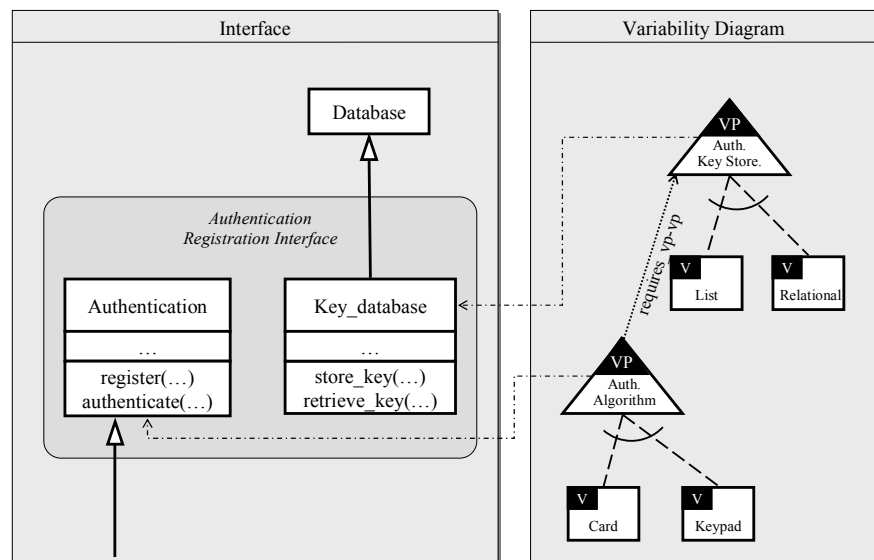 Interface
Database
Authentication
Registration Interface
Authentication
…
register(…)
authenticate(…)
Key_database
…
store_key(…)
retrieve_key(…)
Variability Diagram
VP
Auth.
Key Store.
requires_vp-vp
V
List
V
Relational
VP
Auth.
Algorithm
V
Card
V
Keypad